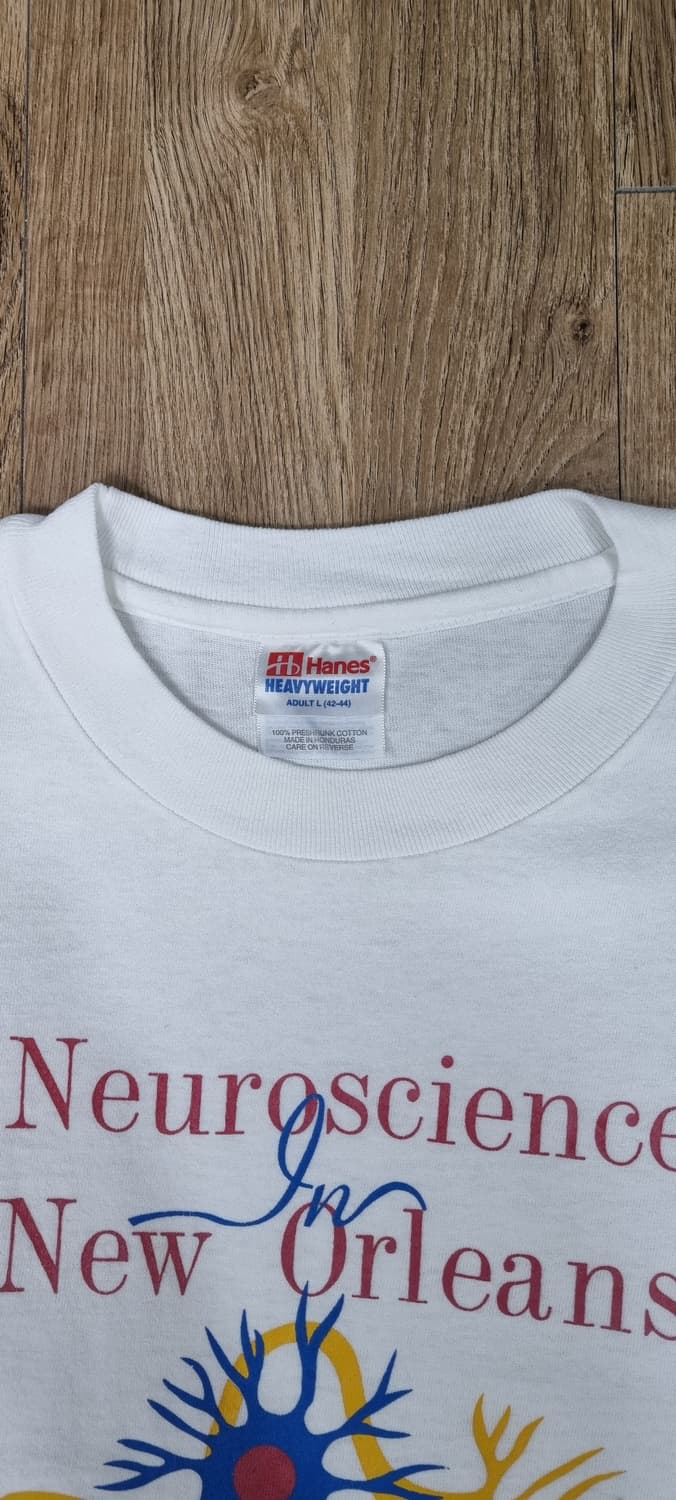 Hanes®
HEAVYWEIGHT
ADULT L (42-44)
100% PRESHRUNK COTTON
MADE IN HONDURAS
CARE ON REVERSE
Neuroscience
In
New Orleans